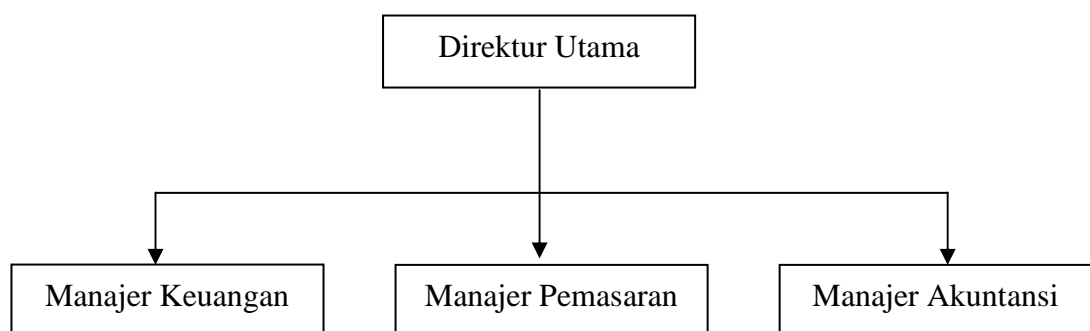 Direktur Utama
Manajer Keuangan
Manajer Pemasaran
Manajer Akuntansi